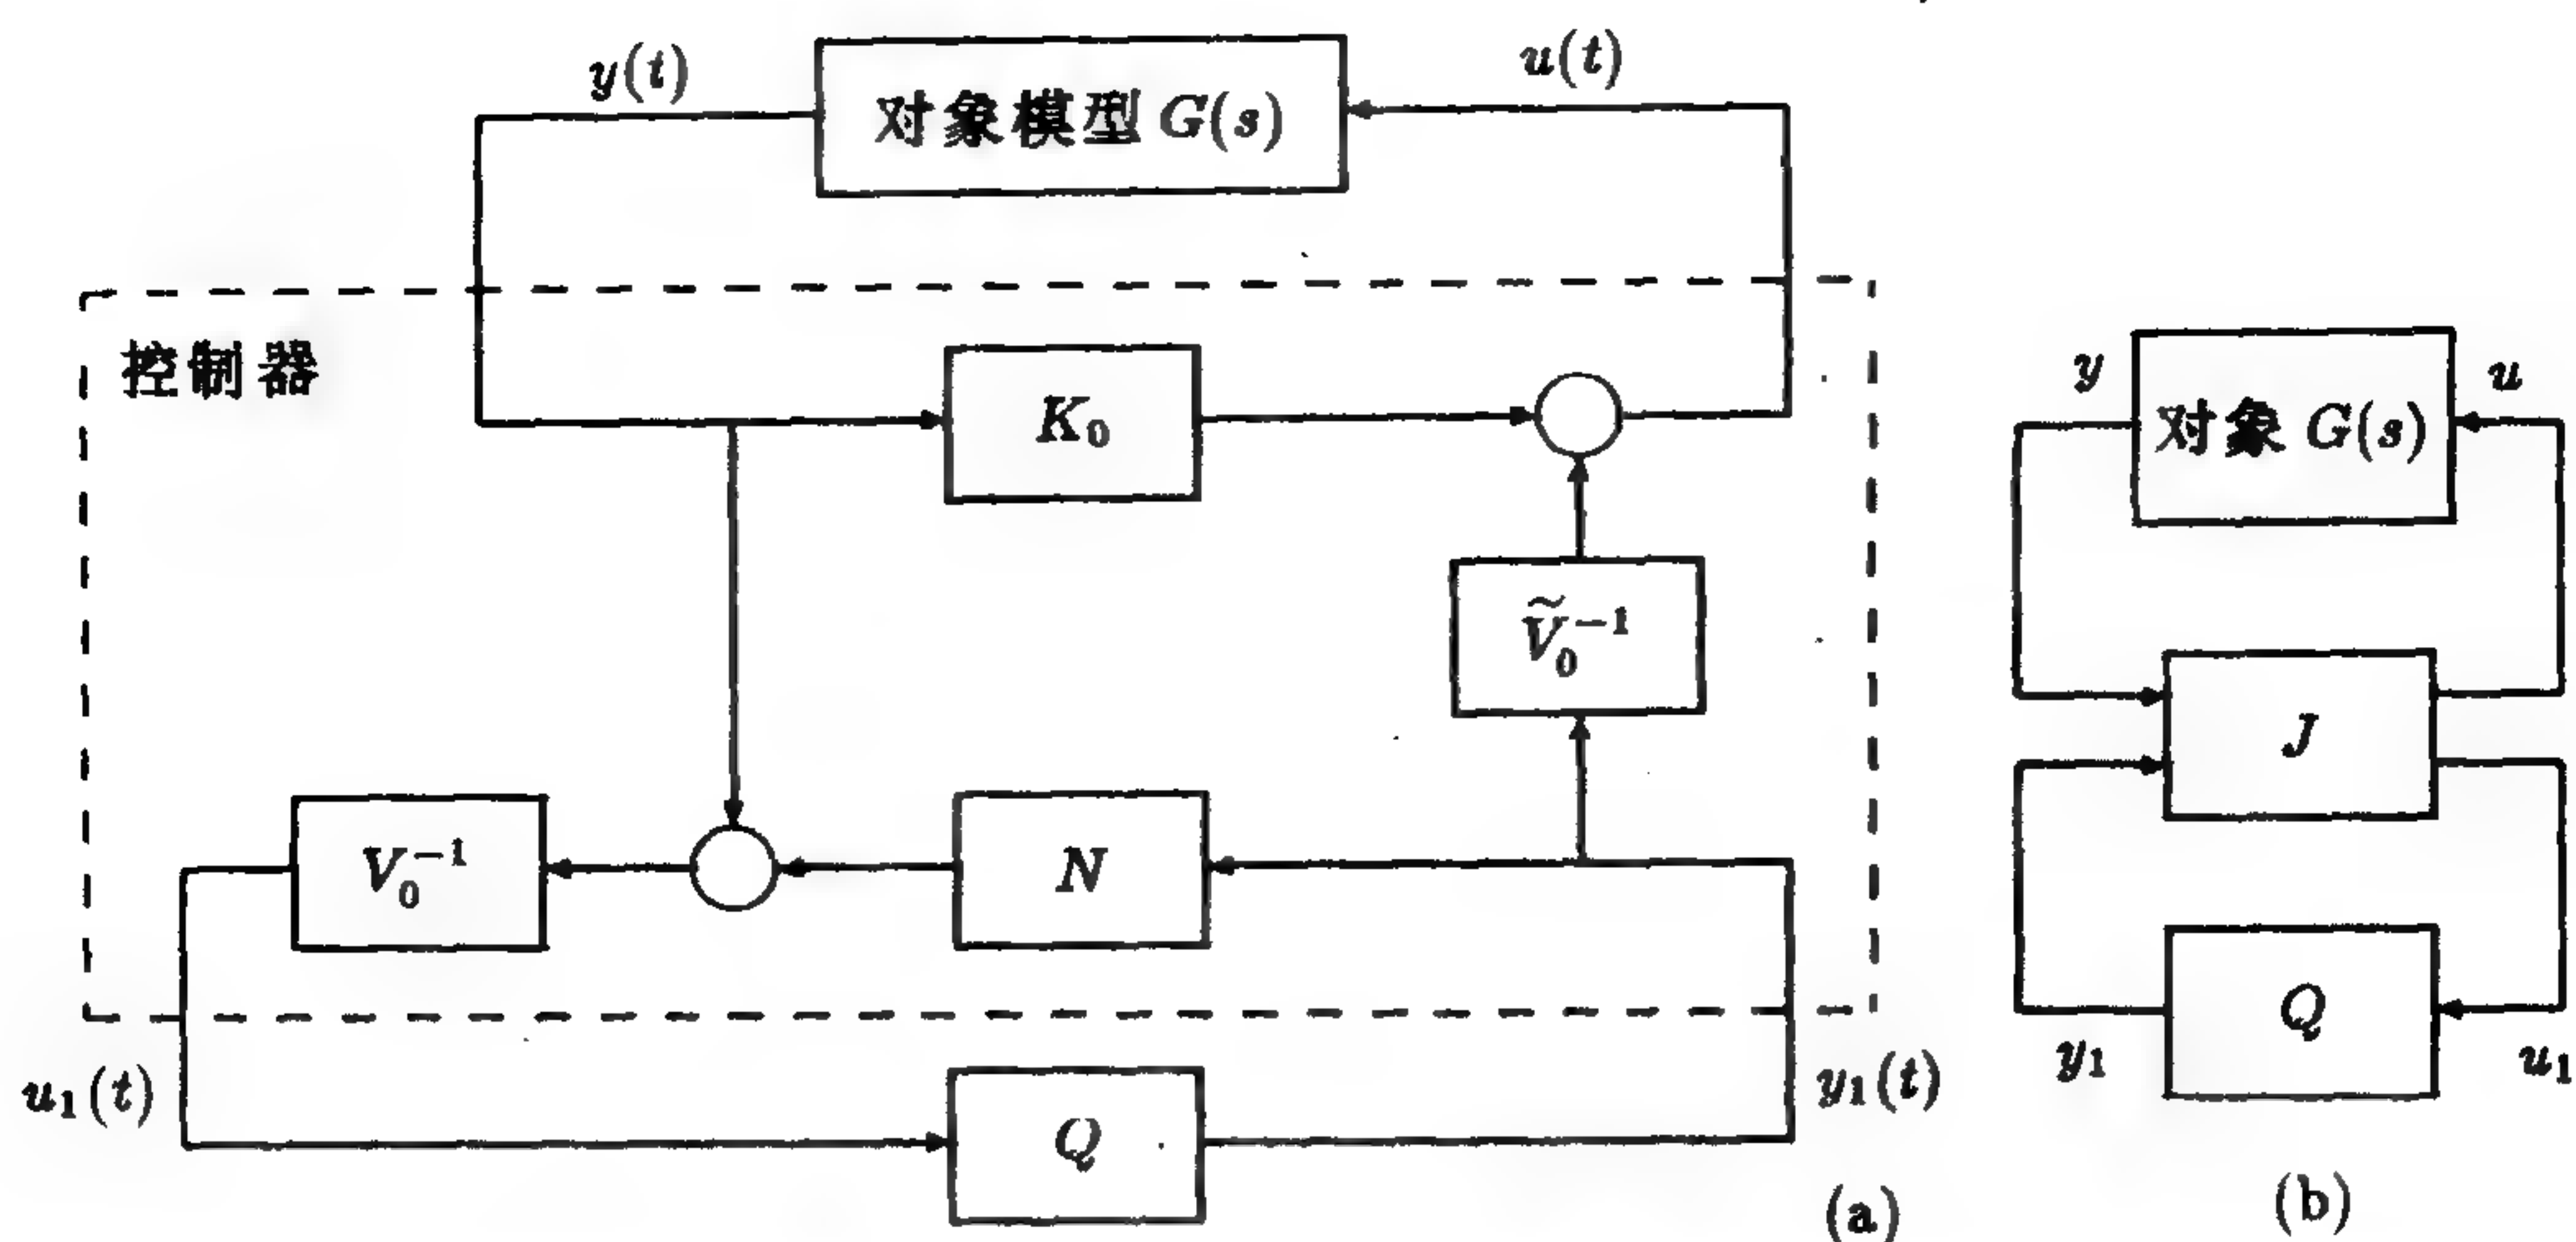 y(t)
对象模型 G(s)
u(t)
控制器
K₀
Ṽ₀⁻¹
V₀⁻¹
N
u₁(t)
Q
y₁(t)
(a)
y
对象 G(s)
u
J
Q
y₁
u₁
(b)